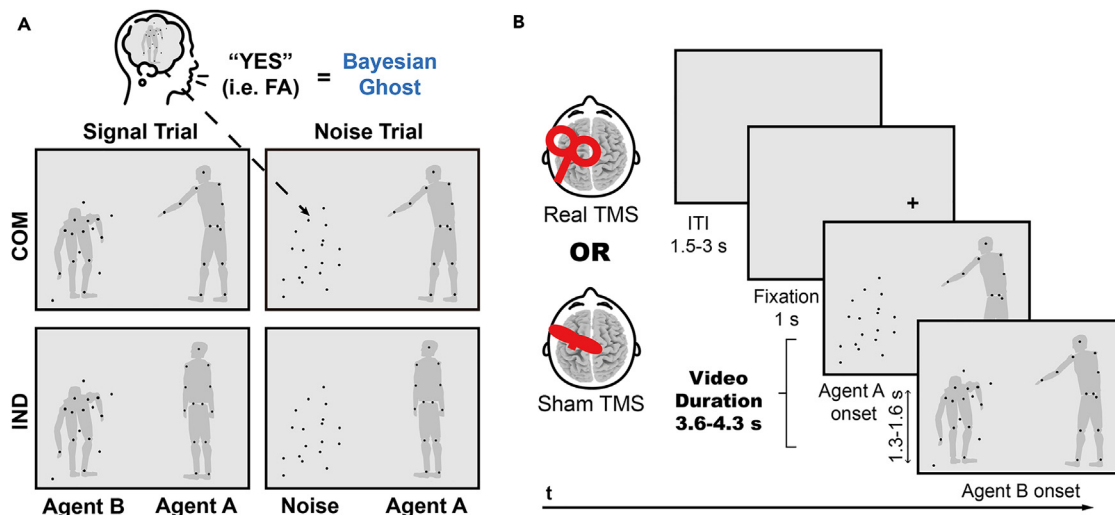 A
"YES"
(i.e. FA)
=
Bayesian
Ghost
Signal Trial
Noise Trial
COM
IND
Agent B
Agent A
Noise
Agent A
B
Real TMS
OR
Sham TMS
ITI
1.5-3 s
Fixation
1 s
Video
Duration
3.6-4.3 s
Agent A
onset
1.3-1.6 s
Agent B onset
t